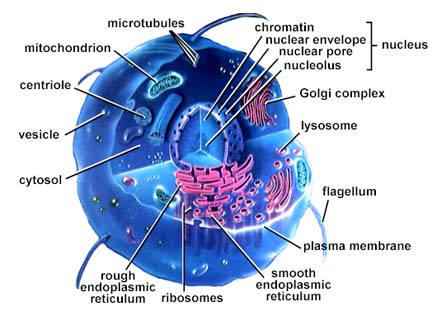 microtubules
chromatin
nuclear envelope
nuclear pore
nucleolus
nucleus
mitochondrion
centriole
Golgi complex
vesicle
lysosome
cytosol
flagellum
plasma membrane
rough
endoplasmic
reticulum
ribosomes
smooth
endoplasmic
reticulum